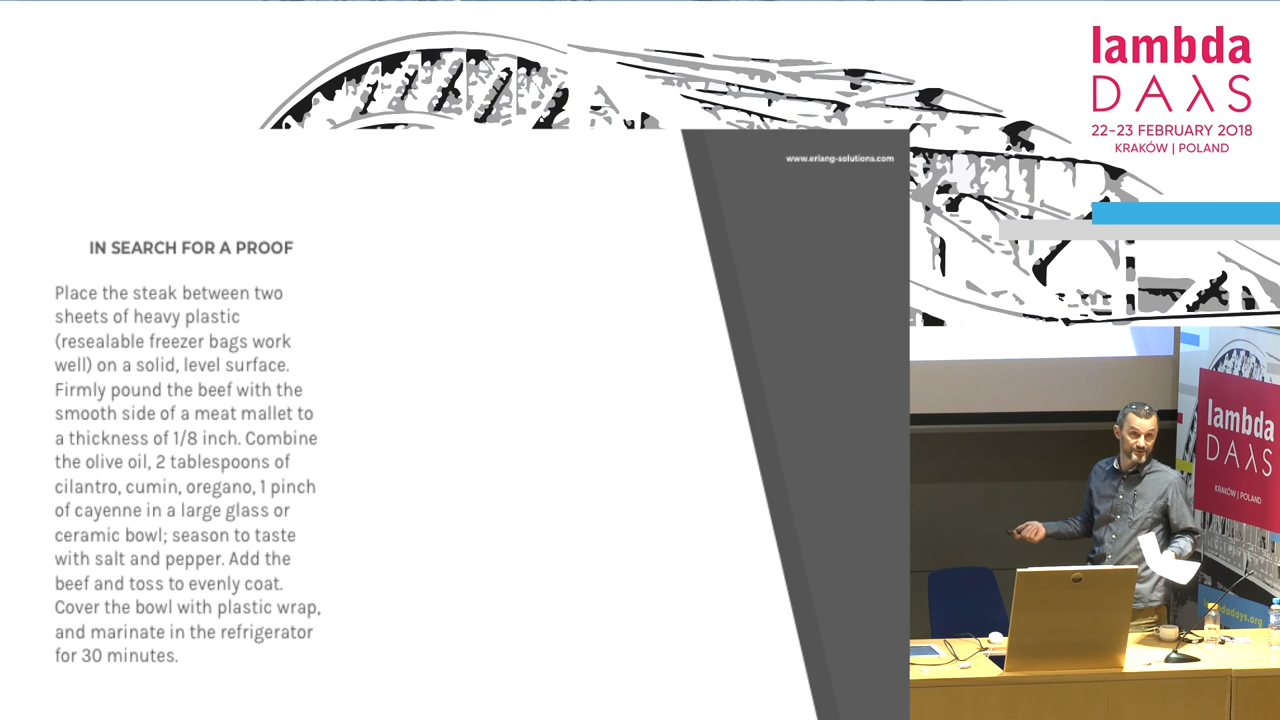 lambda
DAλS
22-23 FEBRUARY 2018
KRAKÓW | POLAND
www.erlang-solutions.com
IN SEARCH FOR A PROOF
Place the steak between two
sheets of heavy plastic
(resealable freezer bags work
well) on a solid, level surface.
Firmly pound the beef with the
smooth side of a meat mallet to
a thickness of 1/8 inch. Combine
the olive oil, 2 tablespoons of
cilantro, cumin, oregano, 1 pinch
of cayenne in a large glass or
ceramic bowl; season to taste
with salt and pepper. Add the
beef and toss to evenly coat.
Cover the bowl with plastic wrap,
and marinate in the refrigerator
for 30 minutes.
lambda
DAλS
KRAKÓW | POLAND
lambdadays.org